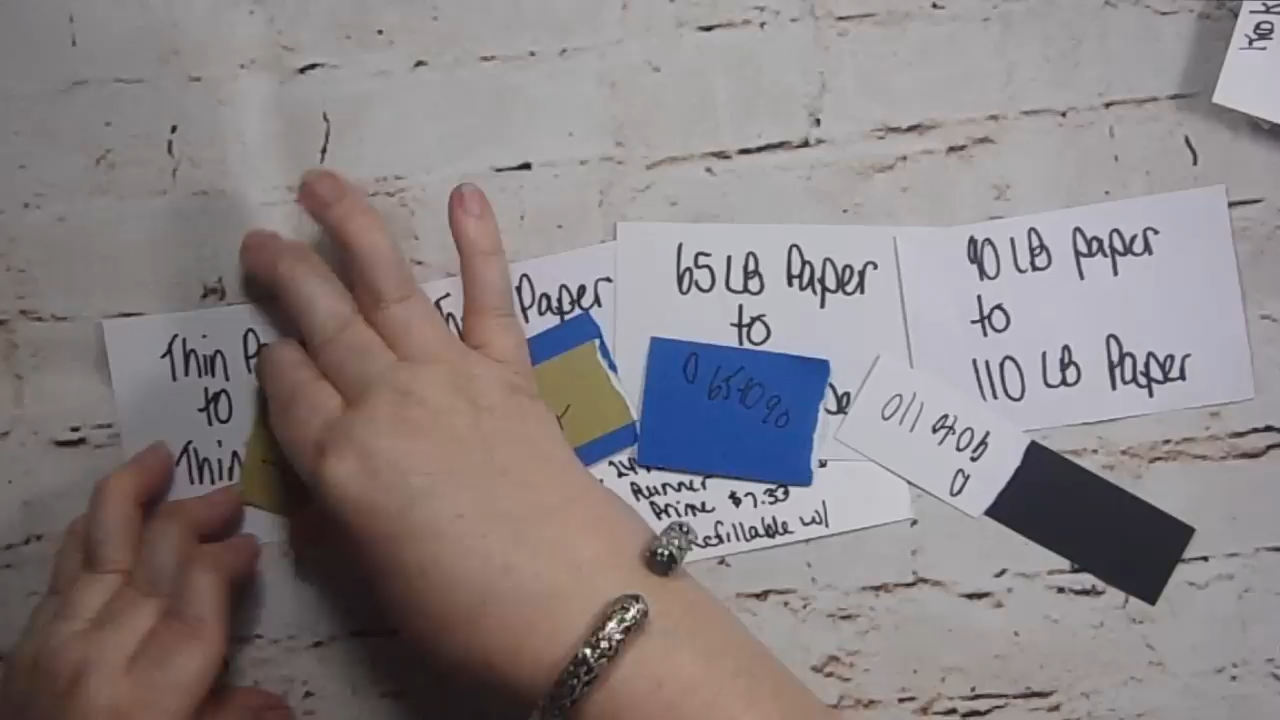 Thin
to
Thin
Paper
65 LB Paper
to
90 LB paper
to
110 LB Paper
0 65 to 90
90 to 110
0
Runner
Prime $7.33
Refillable w/